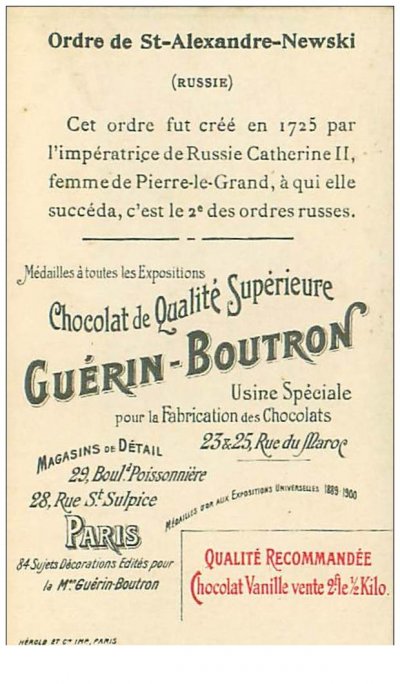 Ordre de St-Alexandre-Newski
(RUSSIE)
Cet ordre fut créé en 1725 par
l'impératrice de Russie Catherine II,
femme de Pierre-le-Grand, à qui elle
succéda, c'est le 2e des ordres russes.
Médailles à toutes les Expositions
Chocolat de Qualité Supérieure
GUÉRIN-BOUTRON
Usine Spéciale
pour la Fabrication des Chocolats
23 & 25, Rue du Maroc
MAGASINS DE DÉTAIL
29, Boul.d Poissonnière
28, Rue St Sulpice
PARIS
MÉDAILLES D'OR AUX EXPOSITIONS UNIVERSELLES 1889-1900
84 Sujets Décorations Edités pour
la Mon Guérin-Boutron
QUALITÉ RECOMMANDÉE
Chocolat Vanille vente 2f le ½ Kilo.
HÉROLD ET Cie IMP, PARIS